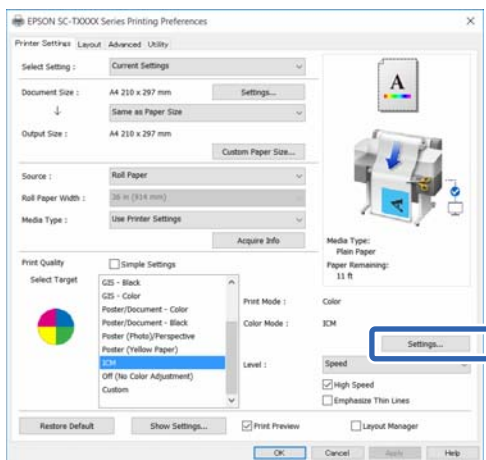 EPSON SC-TXXXX Series Printing Preferences
Printer Settings Layout Advanced Utility
Select Setting : Current Settings
Document Size : A4 210 x 297 mm Settings...
Same as Paper Size
Output Size : A4 210 x 297 mm
Custom Paper Size...
Source : Roll Paper
Roll Paper Width : 36 in (914 mm)
Media Type : Use Printer Settings
Acquire Info
A
A
Media Type:
Plain Paper
Paper Remaining:
11 ft
Print Quality Simple Settings
Select Target
GIS - Black
GIS - Color
Poster/Document - Color
Poster/Document - Black
Poster (Photo)/Perspective
Poster (Yellow Paper)
ICM
Off (No Color Adjustment)
Custom
Print Mode : Color
Color Mode : ICM
Settings...
Level : Speed
High Speed
Emphasize Thin Lines
Restore Default Show Settings... Print Preview Layout Manager
OK Cancel Apply Help